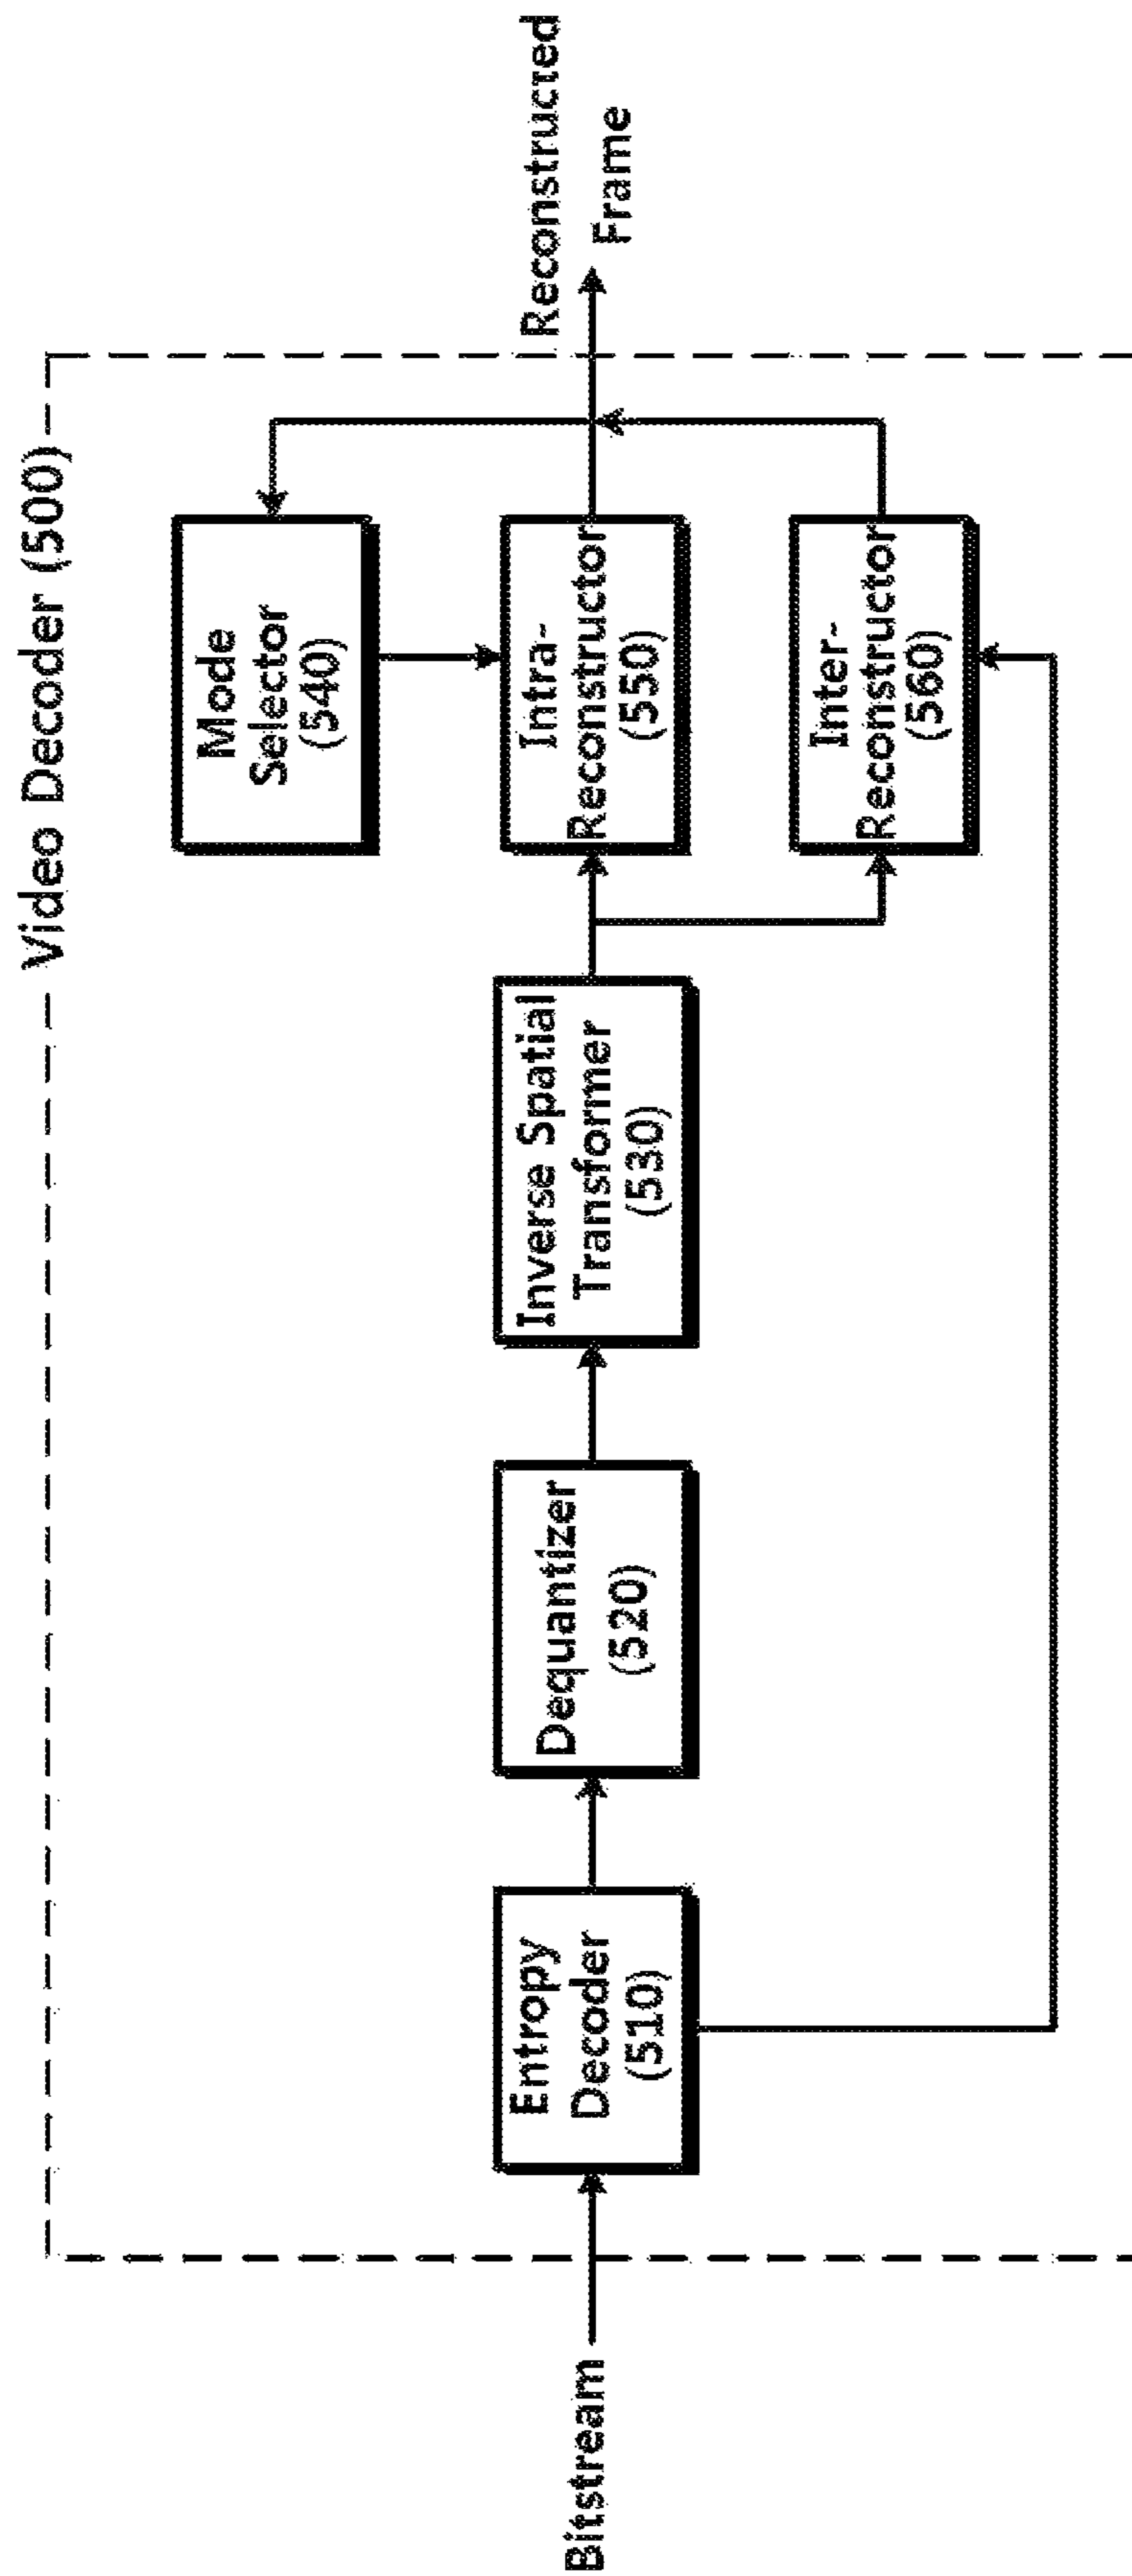 Video Decoder (500)
Bitstream
Entropy
Decoder
(510)
Dequantizer
(520)
Inverse Spatial
Transformer
(530)
Mode
Selector
(540)
Intra-
Reconstructor
(550)
Inter-
Reconstructor
(560)
Reconstructed
Frame